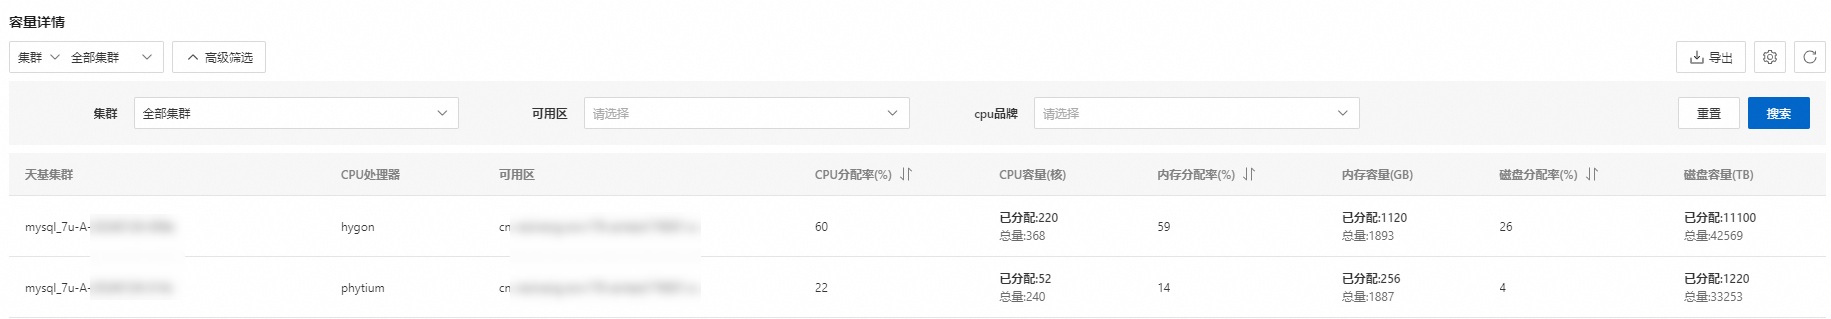 容量详情
集群 全部集群 高级筛选 导出
集群 全部集群 可用区 请选择 cpu品牌 请选择 重置 搜索
天基集群 CPU处理器 可用区 CPU分配率(%) CPU容量(核) 内存分配率(%) 内存容量(GB) 磁盘分配率(%) 磁盘容量(TB)
mysql_7u-A- hygon cn 60 已分配:220 59 已分配:1120 26 已分配:11100
总量:368 总量:1893 总量:42569
mysql_7u-A- phytium cn 22 已分配:52 14 已分配:256 4 已分配:1220
总量:240 总量:1887 总量:33253